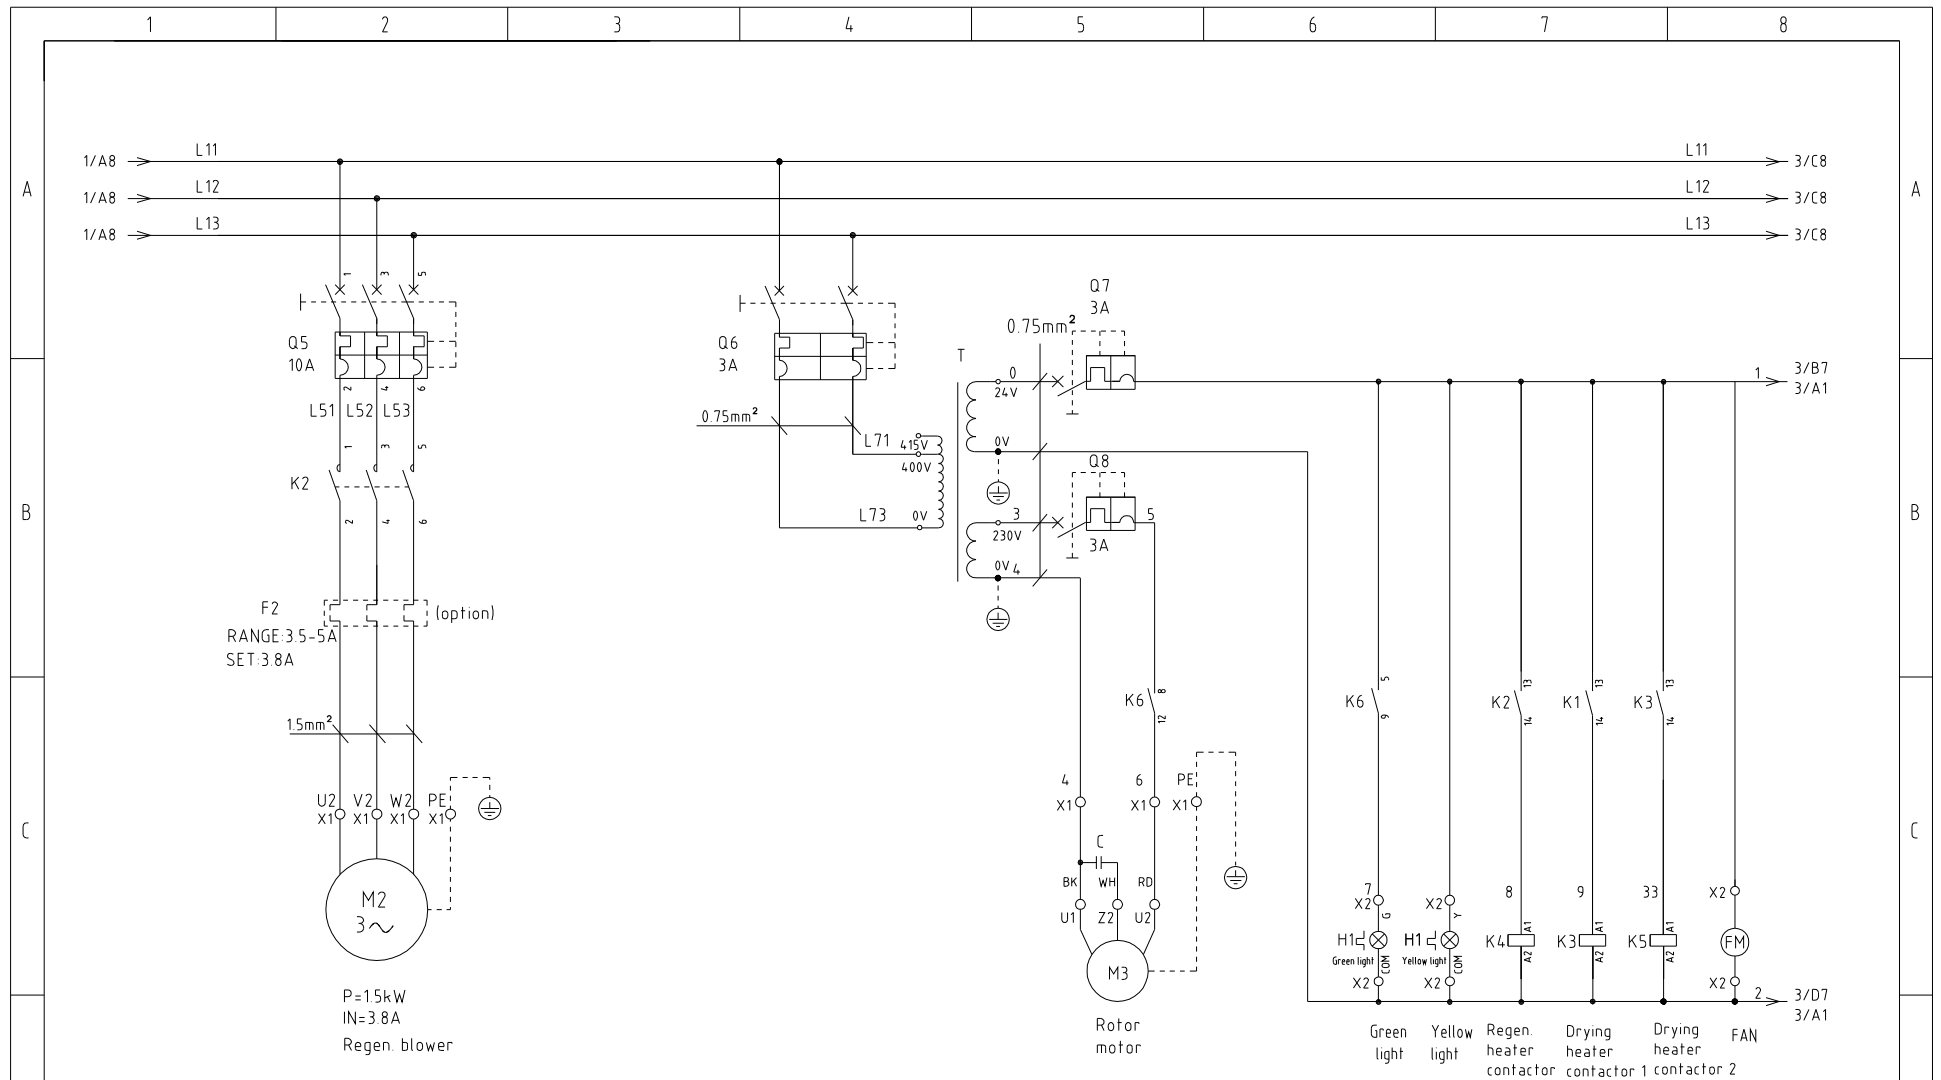 1 2 3 4 5 6 7 8
A A
B B
C C
1/A8 L11 L11 3/C8
1/A8 L12 L12 3/C8
1/A8 L13 L13 3/C8
1 3 5
Q5
10A
2 4 6
L51 L52 L53
1 3 5
K2
2 4 6
F2
(option)
RANGE:3.5-5A
SET:3.8A
1.5mm²
U2 V2 W2 PE
X1 X1 X1 X1
M2
3~
P=1.5kW
IN=3.8A
Regen. blower
Q6
3A
0.75mm²
L71
415V
400V
L73 0V
T
0.75mm²
Q7
3A
0
24V
0V
Q8
3A
3
230V
0V 4
5
K6 8
12
4 6 PE
X1 X1 X1
C
BK WH RD
U1 Z2 U2
M3
Rotor
motor
1 3/B7
3/A1
K6 5
9
K2 13
14
K1 13
14
K3 13
14
7
X2
G
H1
Green light
COM
X2
X2
Y
H1
Yellow light
COM
X2
8
K4 A1
A2
9
K3 A1
A2
33
K5 A1
A2
X2
FM
X2
2 3/D7
3/A1
Green
light
Yellow
light
Regen.
heater
contactor
Drying
heater
contactor 1
Drying
heater
contactor 2
FAN